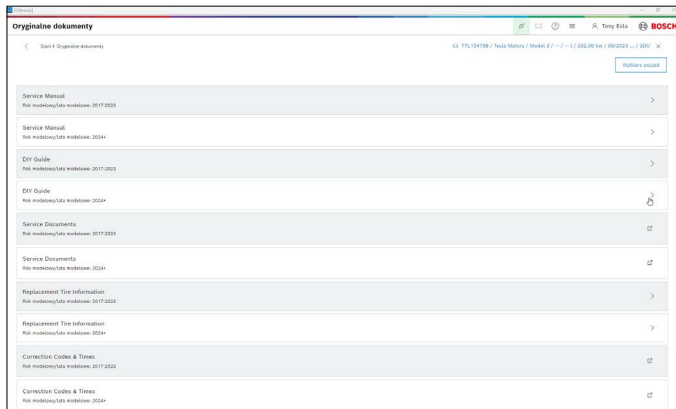 Oryginalne dokumenty
Tony Esla
BOSCH
Start > Oryginalne dokumenty
TTL154798 / Tesla Motors / Model 3 / -- / -- l / 202.00 kw / 09/2023 ... / 3DU
Wybierz pojazd
Service Manual
Rok modelowy/lata modelowe: 2017-2023
Service Manual
Rok modelowy/lata modelowe: 2024+
DIY Guide
Rok modelowy/lata modelowe: 2017-2023
DIY Guide
Rok modelowy/lata modelowe: 2024+
Service Documents
Rok modelowy/lata modelowe: 2017-2023
Service Documents
Rok modelowy/lata modelowe: 2024+
Replacement Tire Information
Rok modelowy/lata modelowe: 2017-2023
Replacement Tire Information
Rok modelowy/lata modelowe: 2024+
Correction Codes & Times
Rok modelowy/lata modelowe: 2017-2023
Correction Codes & Times
Rok modelowy/lata modelowe: 2024+